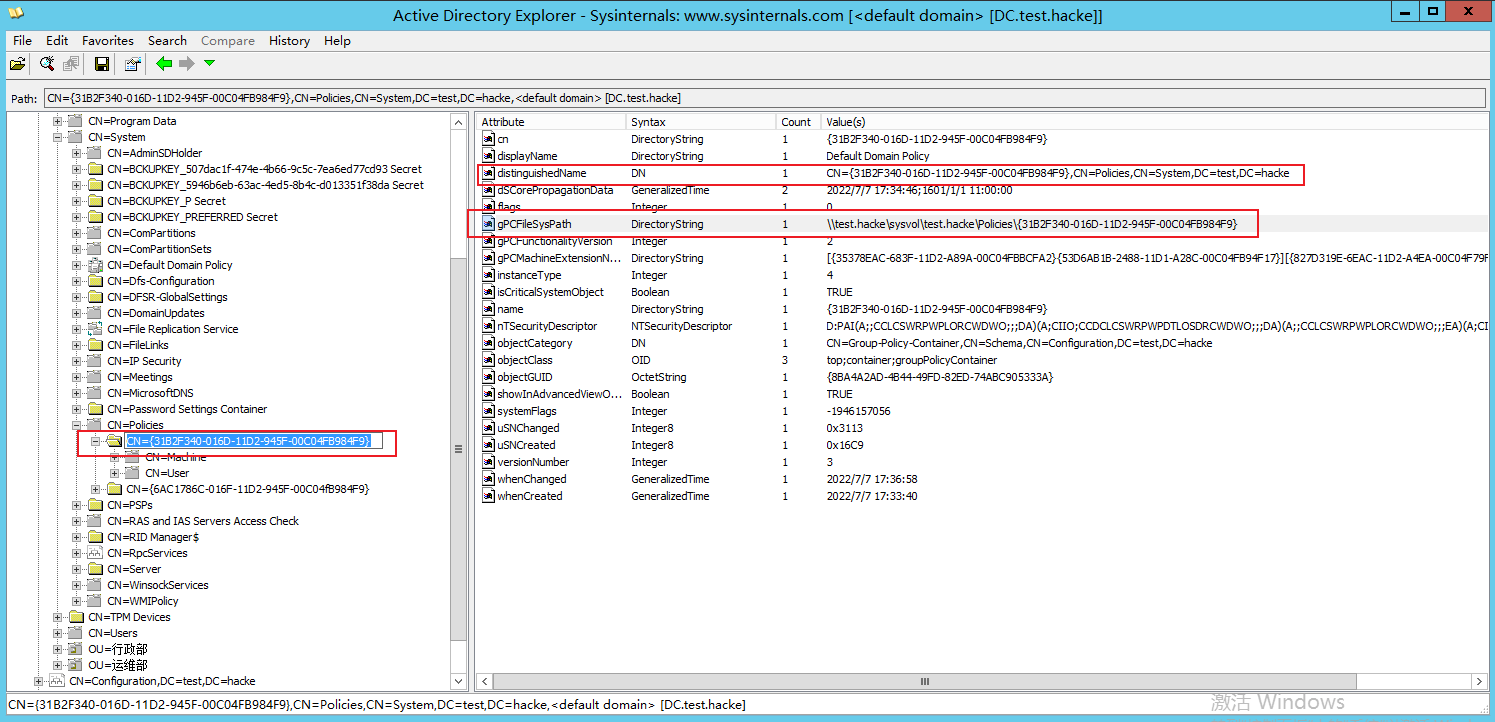 Active Directory Explorer - Sysinternals: www.sysinternals.com [<default domain> [DC.test.hacke]]
File Edit Favorites Search Compare History Help
Path: CN={31B2F340-016D-11D2-945F-00C04FB984F9},CN=Policies,CN=System,DC=test,DC=hacke,<default domain> [DC.test.hacke]
CN=Program Data
CN=System
CN=AdminSDHolder
CN=BCKUPKEY_507dac1f-474e-4b66-9c5c-7ea6ed77cd93 Secret
CN=BCKUPKEY_5946b6eb-63ac-4ed5-8b4c-d013351f38da Secret
CN=BCKUPKEY_P Secret
CN=BCKUPKEY_PREFERRED Secret
CN=ComPartitions
CN=ComPartitionSets
CN=Default Domain Policy
CN=Dfs-Configuration
CN=DFSR-GlobalSettings
CN=DomainUpdates
CN=File Replication Service
CN=FileLinks
CN=IP Security
CN=Meetings
CN=MicrosoftDNS
CN=Password Settings Container
CN=Policies
CN={31B2F340-016D-11D2-945F-00C04FB984F9}
CN=Machine
CN=User
CN={6AC1786C-016F-11D2-945F-00C04fB984F9}
CN=PSPs
CN=RAS and IAS Servers Access Check
CN=RID Manager$
CN=RpcServices
CN=Server
CN=WinsockServices
CN=WMIPolicy
CN=TPM Devices
CN=Users
OU=行政部
OU=运维部
CN=Configuration,DC=test,DC=hacke
Attribute Syntax Count Value(s)
cn DirectoryString 1 {31B2F340-016D-11D2-945F-00C04FB984F9}
displayName DirectoryString 1 Default Domain Policy
distinguishedName DN 1 CN={31B2F340-016D-11D2-945F-00C04FB984F9},CN=Policies,CN=System,DC=test,DC=hacke
dSCorePropagationData GeneralizedTime 2 2022/7/7 17:34:46;1601/1/1 11:00:00
flags Integer 1 0
gPCFileSysPath DirectoryString 1 \\test.hacke\sysvol\test.hacke\Policies\{31B2F340-016D-11D2-945F-00C04FB984F9}
gPCFunctionalityVersion Integer 1 2
gPCMachineExtensionN... DirectoryString 1 [{35378EAC-683F-11D2-A89A-00C04FBBCFA2}{53D6AB1B-2488-11D1-A28C-00C04FB94F17}][{827D319E-6EAC-11D2-A4EA-00C04F79F
instanceType Integer 1 4
isCriticalSystemObject Boolean 1 TRUE
name DirectoryString 1 {31B2F340-016D-11D2-945F-00C04FB984F9}
nTSecurityDescriptor NTSecurityDescriptor 1 D:PAI(A;;CCLCSWRPWPLORCWDWO;;;DA)(A;CIIO;CCDCLCSWRPWPDTLOSDRCWDWO;;;DA)(A;;CCLCSWRPWPLORCWDWO;;;EA)(A;CI
objectCategory DN 1 CN=Group-Policy-Container,CN=Schema,CN=Configuration,DC=test,DC=hacke
objectClass OID 3 top;container;groupPolicyContainer
objectGUID OctetString 1 {8BA4A2AD-4B44-49FD-82ED-74ABC905333A}
showInAdvancedViewO... Boolean 1 TRUE
systemFlags Integer 1 -1946157056
uSNChanged Integer8 1 0x3113
uSNCreated Integer8 1 0x16C9
versionNumber Integer 1 3
whenChanged GeneralizedTime 1 2022/7/7 17:36:58
whenCreated GeneralizedTime 1 2022/7/7 17:33:40
激活 Windows
CN={31B2F340-016D-11D2-945F-00C04FB984F9},CN=Policies,CN=System,DC=test,DC=hacke,<default domain> [DC.test.hacke]